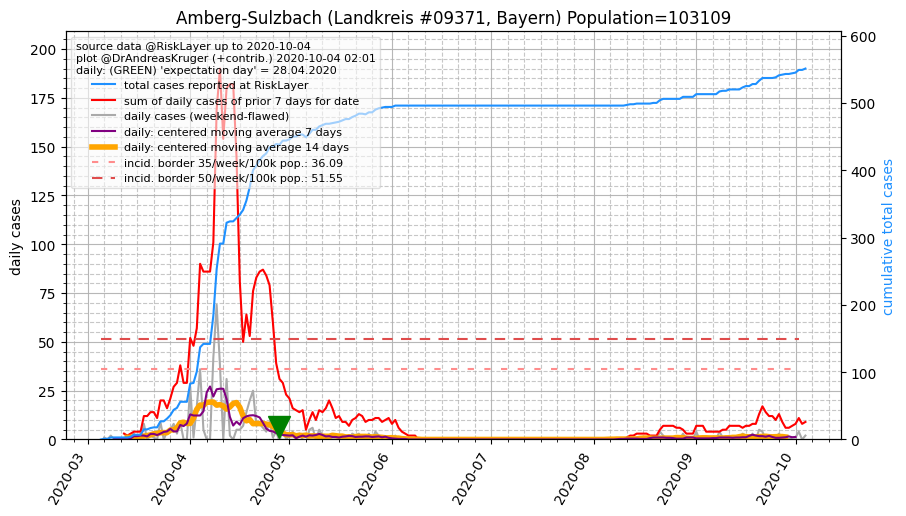 Amberg-Sulzbach (Landkreis #09371, Bayern) Population=103109
source data @RiskLayer up to 2020-10-04
plot @DrAndreasKruger (+contrib.) 2020-10-04 02:01
daily: (GREEN) 'expectation day' = 28.04.2020
total cases reported at RiskLayer
sum of daily cases of prior 7 days for date
daily cases (weekend-flawed)
daily: centered moving average 7 days
daily: centered moving average 14 days
incid. border 35/week/100k pop.: 36.09
incid. border 50/week/100k pop.: 51.55
daily cases
200
175
150
125
100
75
50
25
0
cumulative total cases
600
500
400
300
200
100
0
2020-03
2020-04
2020-05
2020-06
2020-07
2020-08
2020-09
2020-10